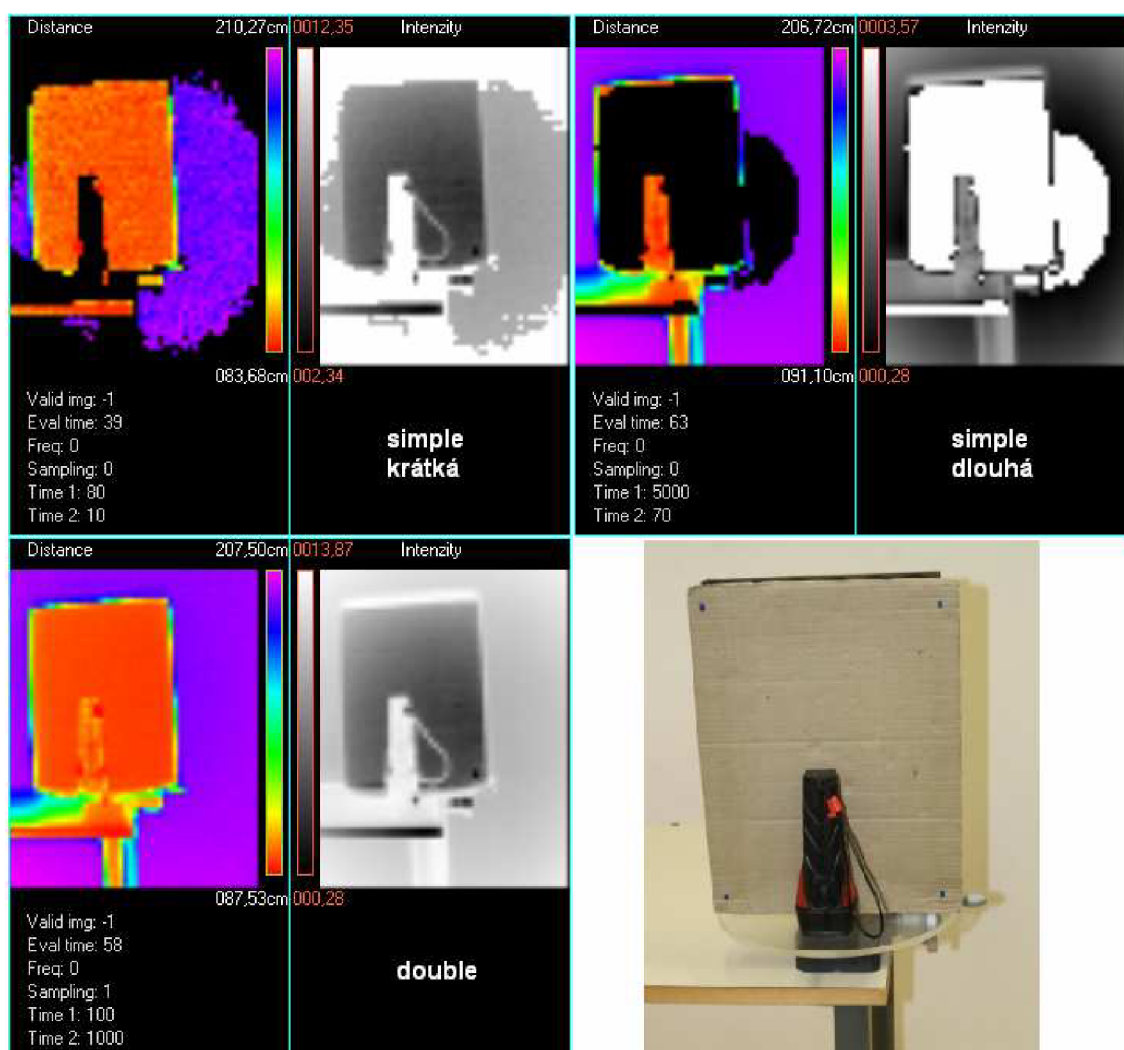 Distance 210,27cm 0012,35 Intenzity
083,68cm 002,34
Valid img: -1
Eval time: 39
Freq: 0
Sampling: 0
Time 1: 80
Time 2: 10
simple
krátká
Distance 206,72cm 0003,57 Intenzity
091,10cm 000,28
Valid img: -1
Eval time: 63
Freq: 0
Sampling: 0
Time 1: 5000
Time 2: 70
simple
dlouhá
Distance 207,50cm 0013,87 Intenzity
087,53cm 000,28
Valid img: -1
Eval time: 58
Freq: 0
Sampling: 1
Time 1: 100
Time 2: 1000
double